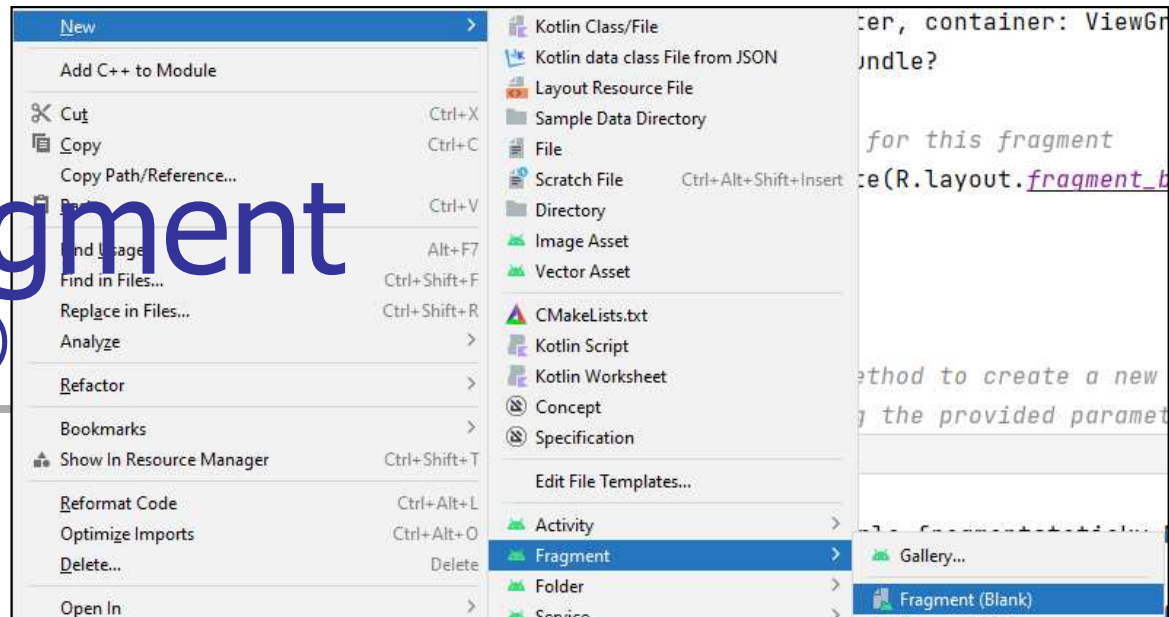 New
Add C++ to Module
Cut Ctrl+X
Copy Ctrl+C
Copy Path/Reference...
Ctrl+V
Alt+F7
Find in Files... Ctrl+Shift+F
Replace in Files... Ctrl+Shift+R
Analyze
Refactor
Bookmarks
Show In Resource Manager Ctrl+Shift+T
Reformat Code Ctrl+Alt+L
Optimize Imports Ctrl+Alt+O
Delete... Delete
Open In
gment
)
Kotlin Class/File
Kotlin data class File from JSON
Layout Resource File
Sample Data Directory
File
Scratch File Ctrl+Alt+Shift+Insert
Directory
Image Asset
Vector Asset
CMakeLists.txt
Kotlin Script
Kotlin Worksheet
Concept
Specification
Edit File Templates...
Activity
Fragment
Folder
Service
Gallery...
Fragment (Blank)
ter, container: ViewGr
undle?
for this fragment
te(R.layout.fragment_b
ethod to create a new
g the provided paramet